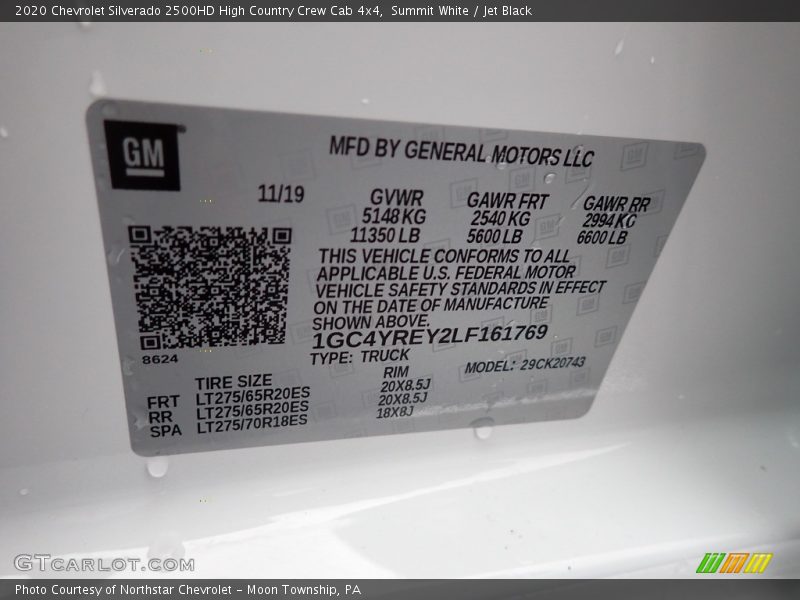 2020 Chevrolet Silverado 2500HD High Country Crew Cab 4x4, Summit White / Jet Black
GM
MFD BY GENERAL MOTORS LLC
11/19
GVWR GAWR FRT GAWR RR
5148 KG 2540 KG 2994 KG
11350 LB 5600 LB 6600 LB
THIS VEHICLE CONFORMS TO ALL
APPLICABLE U.S. FEDERAL MOTOR
VEHICLE SAFETY STANDARDS IN EFFECT
ON THE DATE OF MANUFACTURE
SHOWN ABOVE.
1GC4YREY2LF161769
8624
TYPE: TRUCK MODEL: 29CK20743
TIRE SIZE RIM
FRT LT275/65R20ES 20X8.5J
RR LT275/65R20ES 20X8.5J
SPA LT275/70R18ES 18X8J
GTCARLOT.COM
Photo Courtesy of Northstar Chevrolet - Moon Township, PA